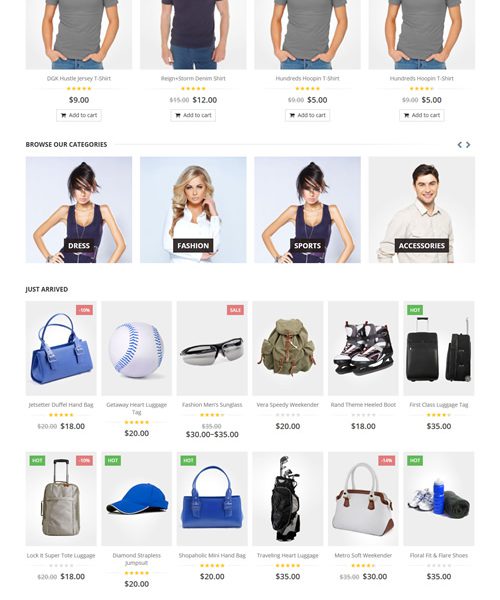 DGK Hustle Jersey T-Shirt
Reign+Storm Denim Shirt
Hundreds Hoopin T-Shirt
Hundreds Hoopin T-Shirt
$9.00
$15.00 $12.00
$9.00 $5.00
$9.00 $5.00
Add to cart
Add to cart
Add to cart
Add to cart
BROWSE OUR CATEGORIES
DRESS
FASHION
SPORTS
ACCESSORIES
JUST ARRIVED
-10%
SALE
HOT
Jetsetter Duffel Hand Bag
Getaway Heart Luggage Tag
Fashion Men's Sunglass
Vera Speedy Weekender
Rand Theme Heeled Boot
First Class Luggage Tag
$20.00 $18.00
$20.00
$35.00
$30.00–$35.00
$20.00
$18.00
$35.00
HOT
-10%
HOT
HOT
-14%
HOT
Lock It Super Tote Luggage
Diamond Strapless Jumpsuit
Shopaholic Mini Hand Bag
Traveling Heart Luggage
Metro Soft Weekender
Floral Fit & Flare Shoes
$20.00 $18.00
$20.00
$20.00
$35.00
$35.00 $30.00
$35.00